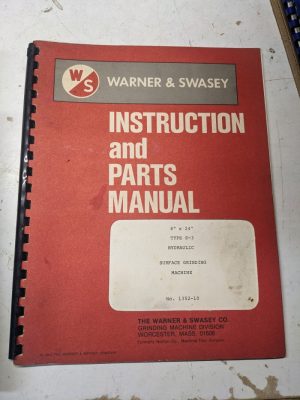 W
S
WARNER & SWASEY
INSTRUCTION
and
PARTS
MANUAL
8" x 24"
TYPE S-3
HYDRAULIC
SURFACE GRINDING
MACHINE
No. 1392-10
THE WARNER & SWASEY CO.
GRINDING MACHINE DIVISION
WORCESTER, MASS. 01606